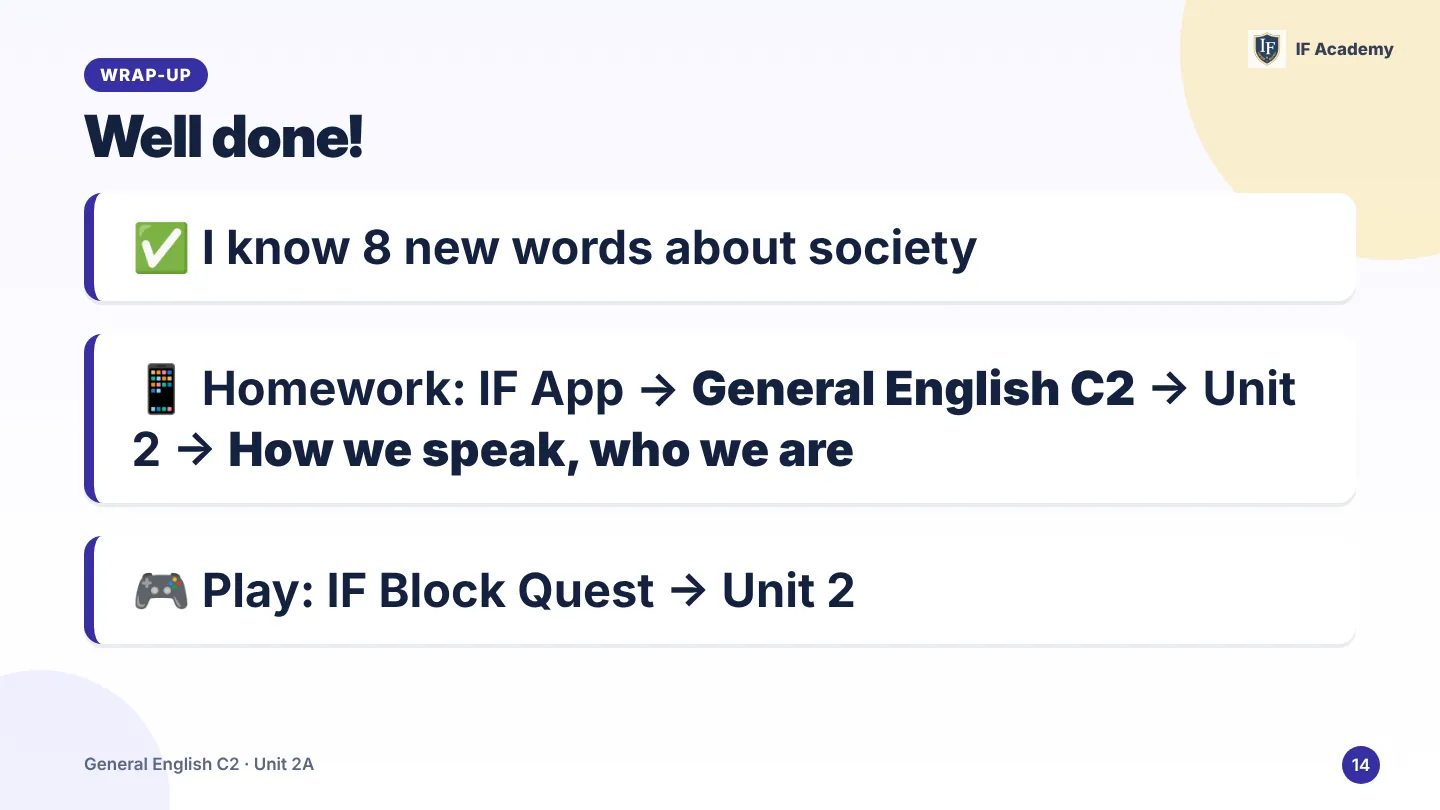 IF Academy
WRAP-UP
Well done!
✅ I know 8 new words about society
📱 Homework: IF App → General English C2 → Unit
2 → How we speak, who we are
🎮 Play: IF Block Quest → Unit 2
General English C2 · Unit 2A
14